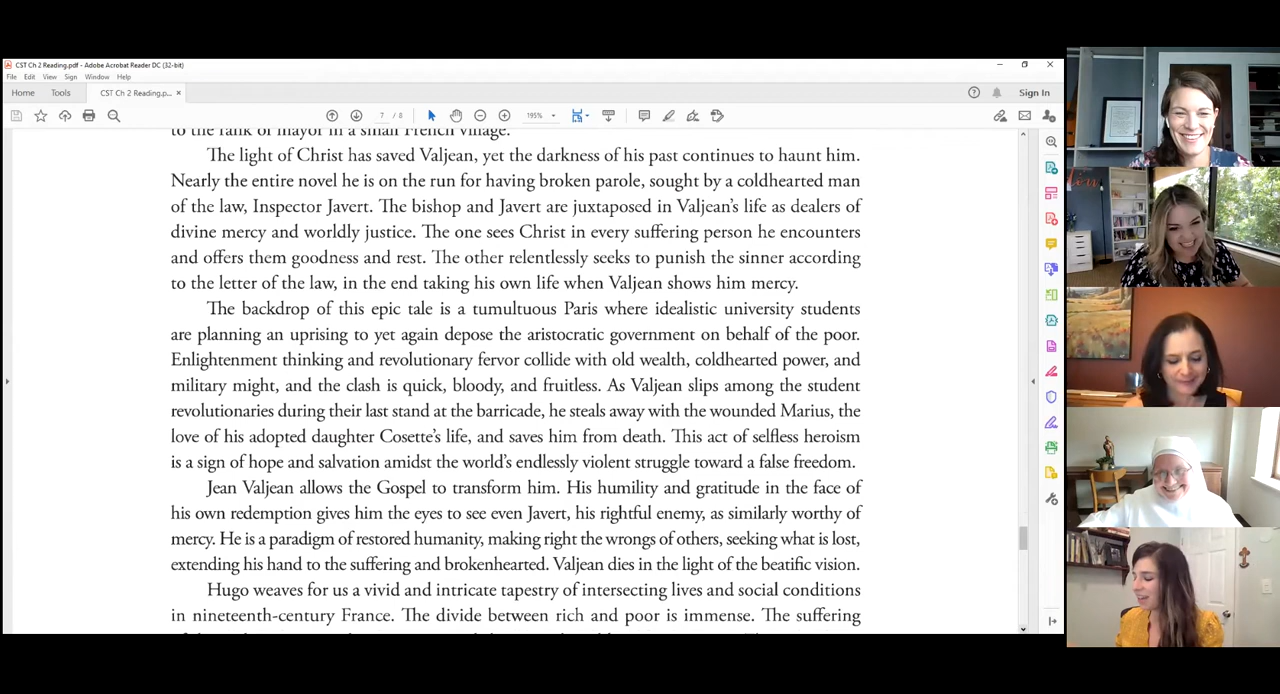 CST Ch 2 Reading.pdf - Adobe Acrobat Reader DC (32-bit)
File Edit View Sign Window Help
Home Tools CST Ch 2 Reading.p... × Sign In
7 / 8 195%
to the rank of mayor in a small French village.
The light of Christ has saved Valjean, yet the darkness of his past continues to haunt him.
Nearly the entire novel he is on the run for having broken parole, sought by a coldhearted man
of the law, Inspector Javert. The bishop and Javert are juxtaposed in Valjean’s life as dealers of
divine mercy and worldly justice. The one sees Christ in every suffering person he encounters
and offers them goodness and rest. The other relentlessly seeks to punish the sinner according
to the letter of the law, in the end taking his own life when Valjean shows him mercy.
The backdrop of this epic tale is a tumultuous Paris where idealistic university students
are planning an uprising to yet again depose the aristocratic government on behalf of the poor.
Enlightenment thinking and revolutionary fervor collide with old wealth, coldhearted power, and
military might, and the clash is quick, bloody, and fruitless. As Valjean slips among the student
revolutionaries during their last stand at the barricade, he steals away with the wounded Marius, the
love of his adopted daughter Cosette’s life, and saves him from death. This act of selfless heroism
is a sign of hope and salvation amidst the world’s endlessly violent struggle toward a false freedom.
Jean Valjean allows the Gospel to transform him. His humility and gratitude in the face of
his own redemption gives him the eyes to see even Javert, his rightful enemy, as similarly worthy of
mercy. He is a paradigm of restored humanity, making right the wrongs of others, seeking what is lost,
extending his hand to the suffering and brokenhearted. Valjean dies in the light of the beatific vision.
Hugo weaves for us a vivid and intricate tapestry of intersecting lives and social conditions
in nineteenth-century France. The divide between rich and poor is immense. The suffering